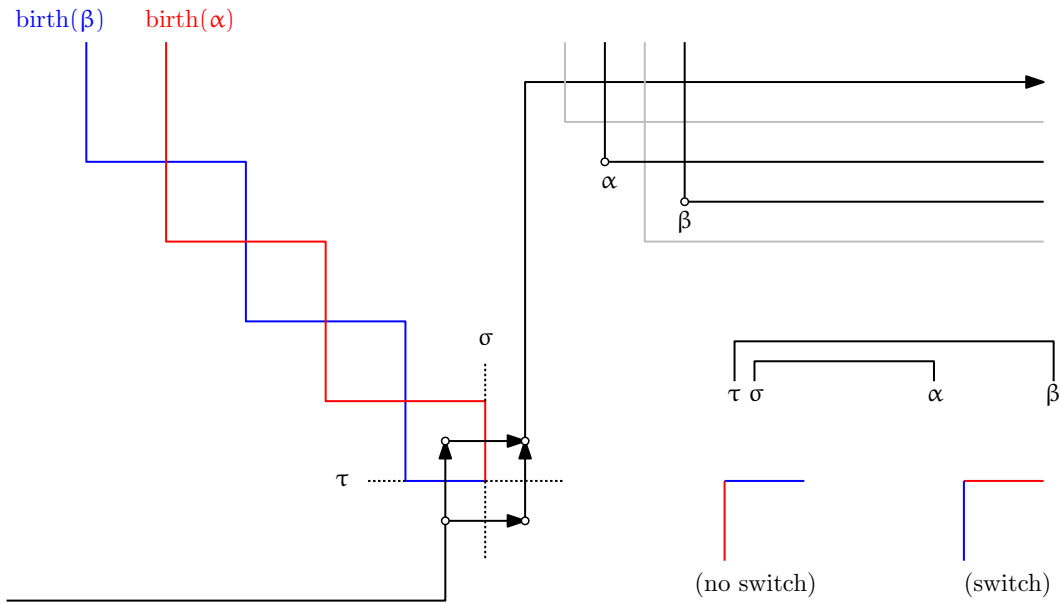 birth(β) birth(α)
α
β
σ
τ σ α β
τ
(no switch) (switch)